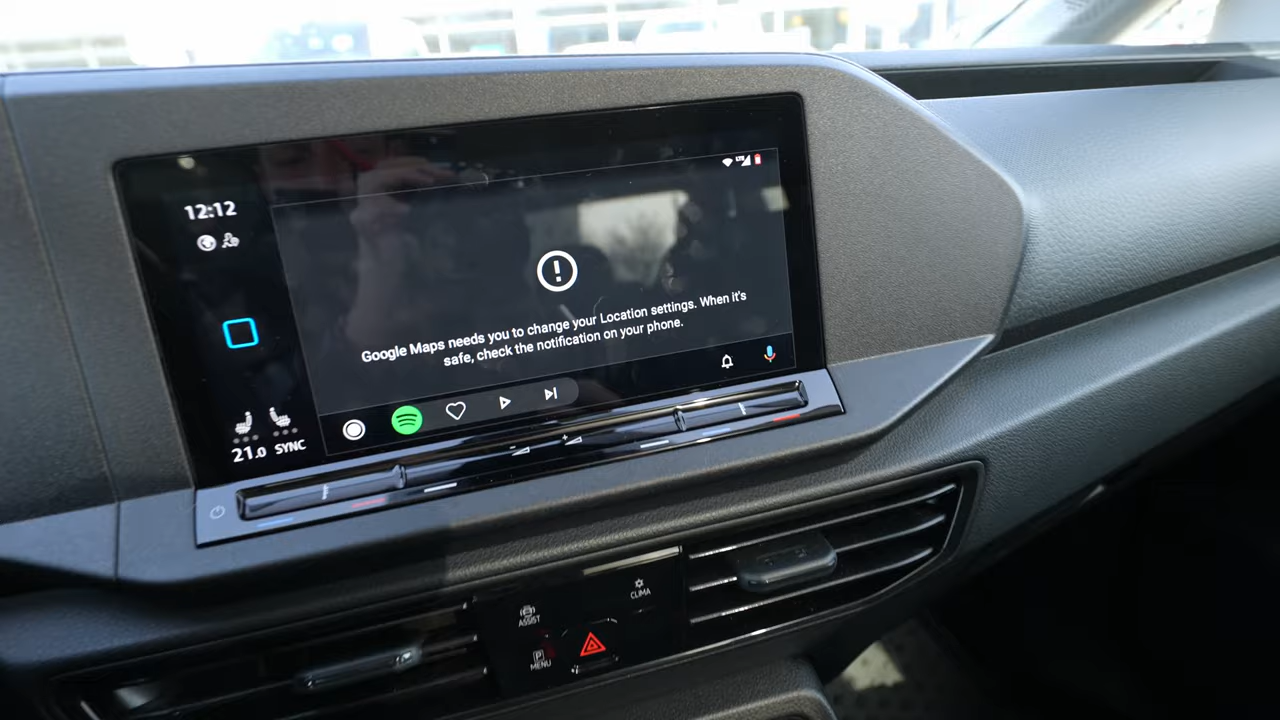 12:12
LTE
Google Maps needs you to change your Location settings. When it's
safe, check the notification on your phone.
21.0 SYNC
- +
CLIMA
ASSIST
P
MENU